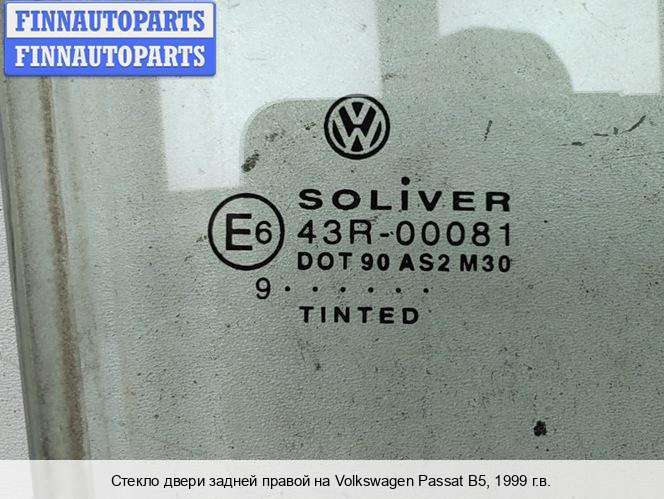 FINNAUTOPARTS
FINNAUTOPARTS
VW
SOLiVER
E6 43R-00081
DOT 90 AS2 M30
9 · · · · · ·
TINTED
Стекло двери задней правой на Volkswagen Passat B5, 1999 г.в.